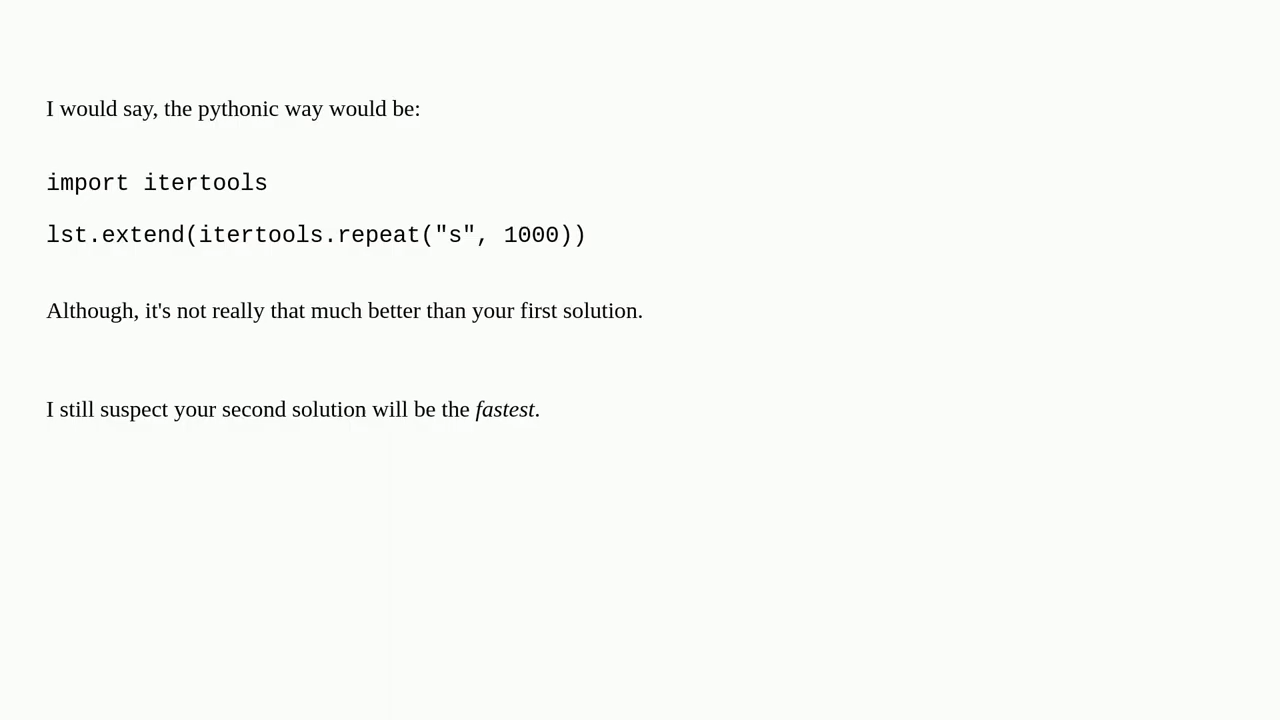 I would say, the pythonic way would be:
import itertools
lst.extend(itertools.repeat("s", 1000))
Although, it's not really that much better than your first solution.
I still suspect your second solution will be the fastest.